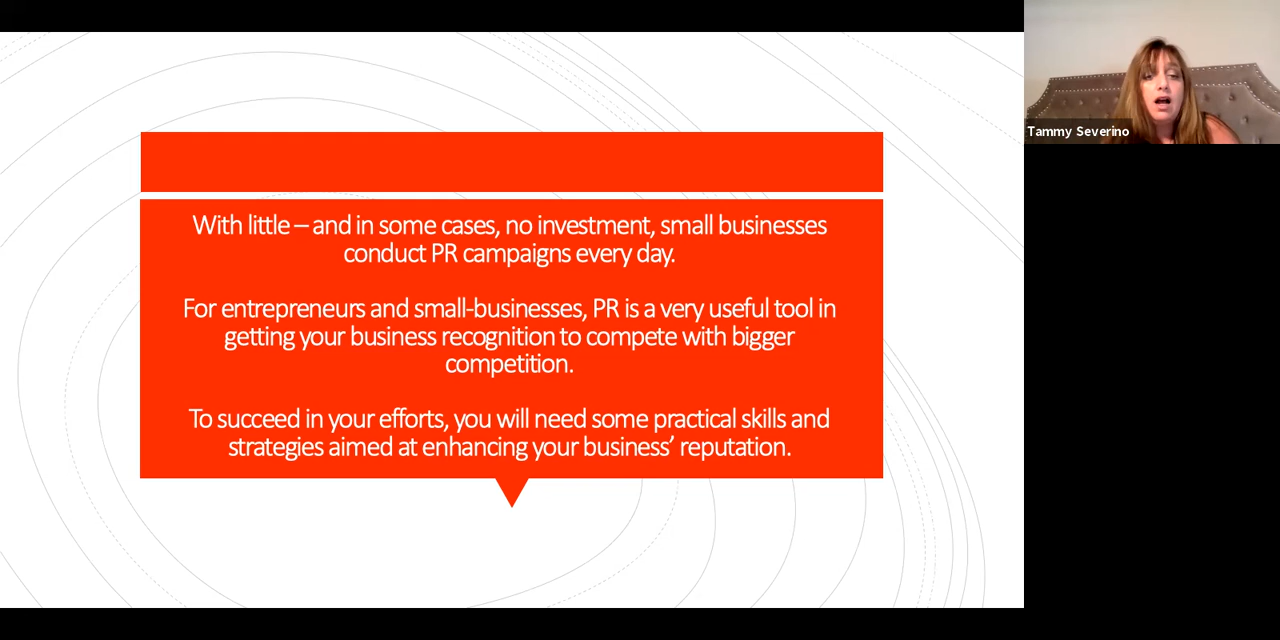 With little – and in some cases, no investment, small businesses
conduct PR campaigns every day.
For entrepreneurs and small-businesses, PR is a very useful tool in
getting your business recognition to compete with bigger
competition.
To succeed in your efforts, you will need some practical skills and
strategies aimed at enhancing your business’ reputation.
Tammy Severino